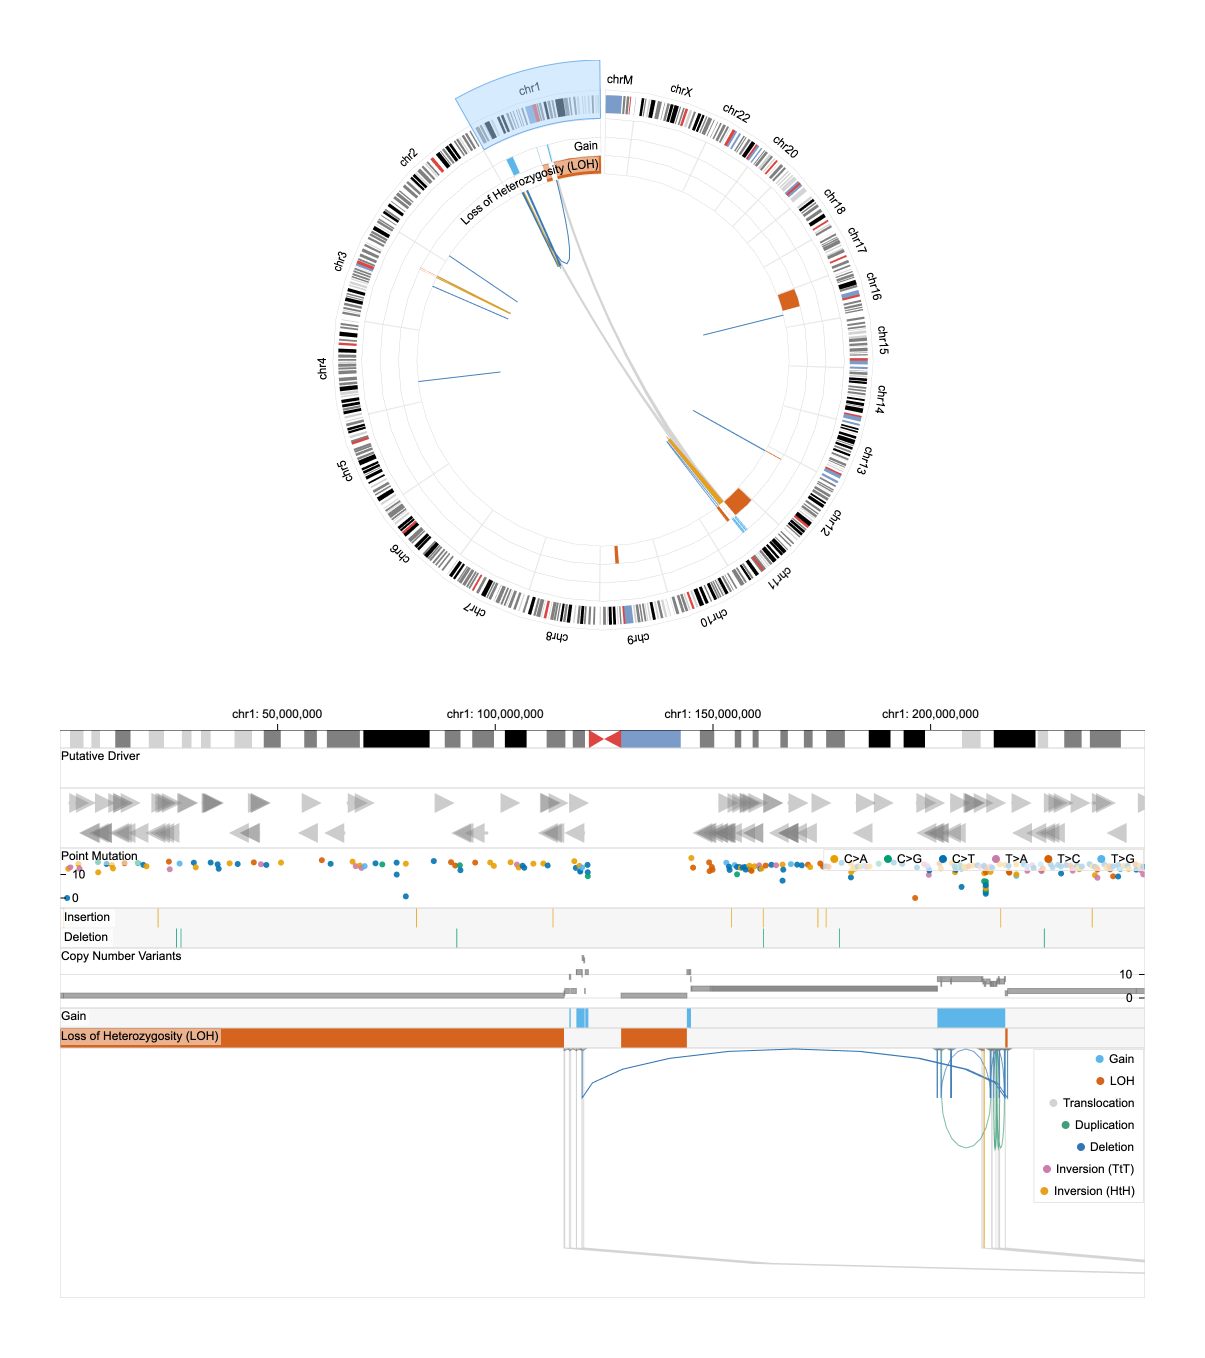 chrM
chrX
chr22
chr20
chr18
chr17
chr16
chr15
chr14
chr13
chr12
chr11
chr10
chr9
chr8
chr7
chr6
chr5
chr4
chr3
chr2
chr1
Gain
Loss of Heterozygosity (LOH)
chr1: 50,000,000 chr1: 100,000,000 chr1: 150,000,000 chr1: 200,000,000
Putative Driver
Point Mutation
C>A C>G C>T T>A T>C T>G
10
0
Insertion
Deletion
Copy Number Variants
10
0
Gain
Loss of Heterozygosity (LOH)
Gain
LOH
Translocation
Duplication
Deletion
Inversion (TtT)
Inversion (HtH)